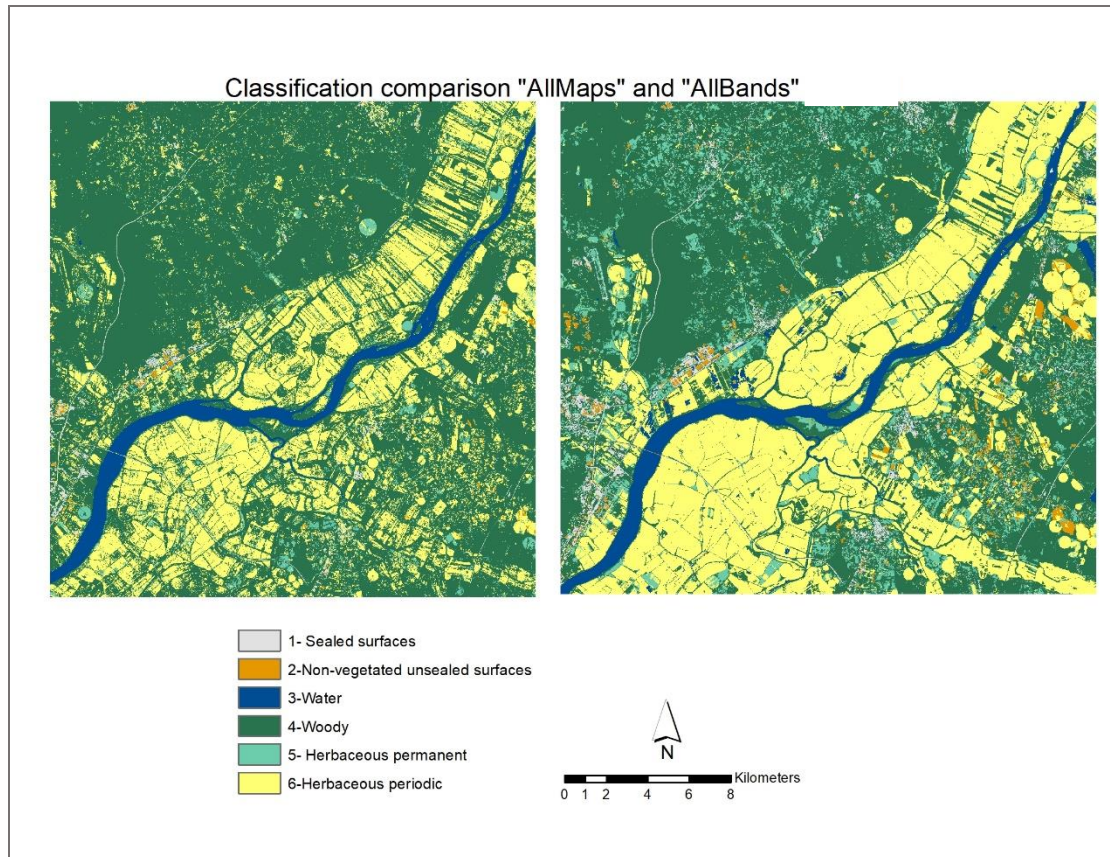 Classification comparison "AllMaps" and "AllBands"
1- Sealed surfaces
2-Non-vegetated unsealed surfaces
3-Water
4-Woody
5- Herbaceous permanent
6-Herbaceous periodic
N
Kilometers
0 1 2 4 6 8